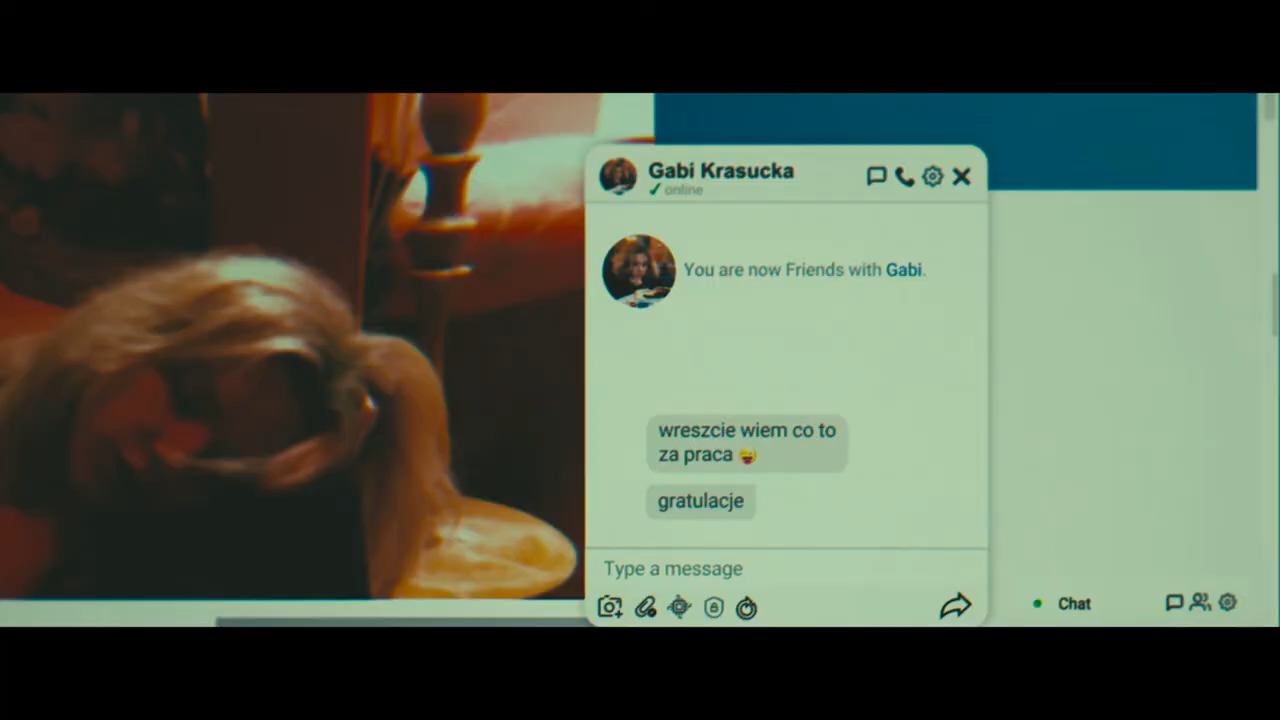 Gabi Krasucka
online
You are now Friends with Gabi.
wreszcie wiem co to
za praca 😜
gratulacje
Type a message
Chat